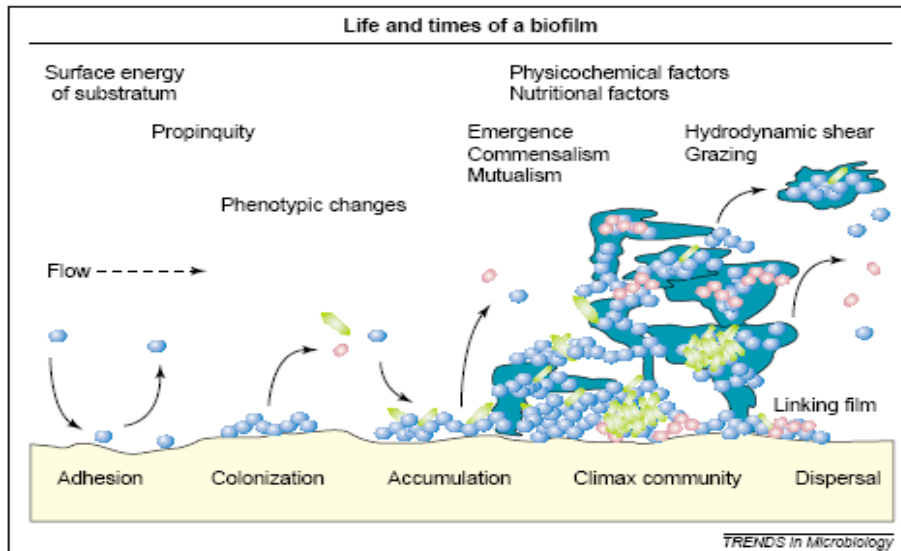 Life and times of a biofilm
Surface energy
of substratum
Physicochemical factors
Nutritional factors
Propinquity
Emergence
Commensalism
Mutualism
Hydrodynamic shear
Grazing
Phenotypic changes
Flow
Linking film
Adhesion
Colonization
Accumulation
Climax community
Dispersal
TRENDS in Microbiology